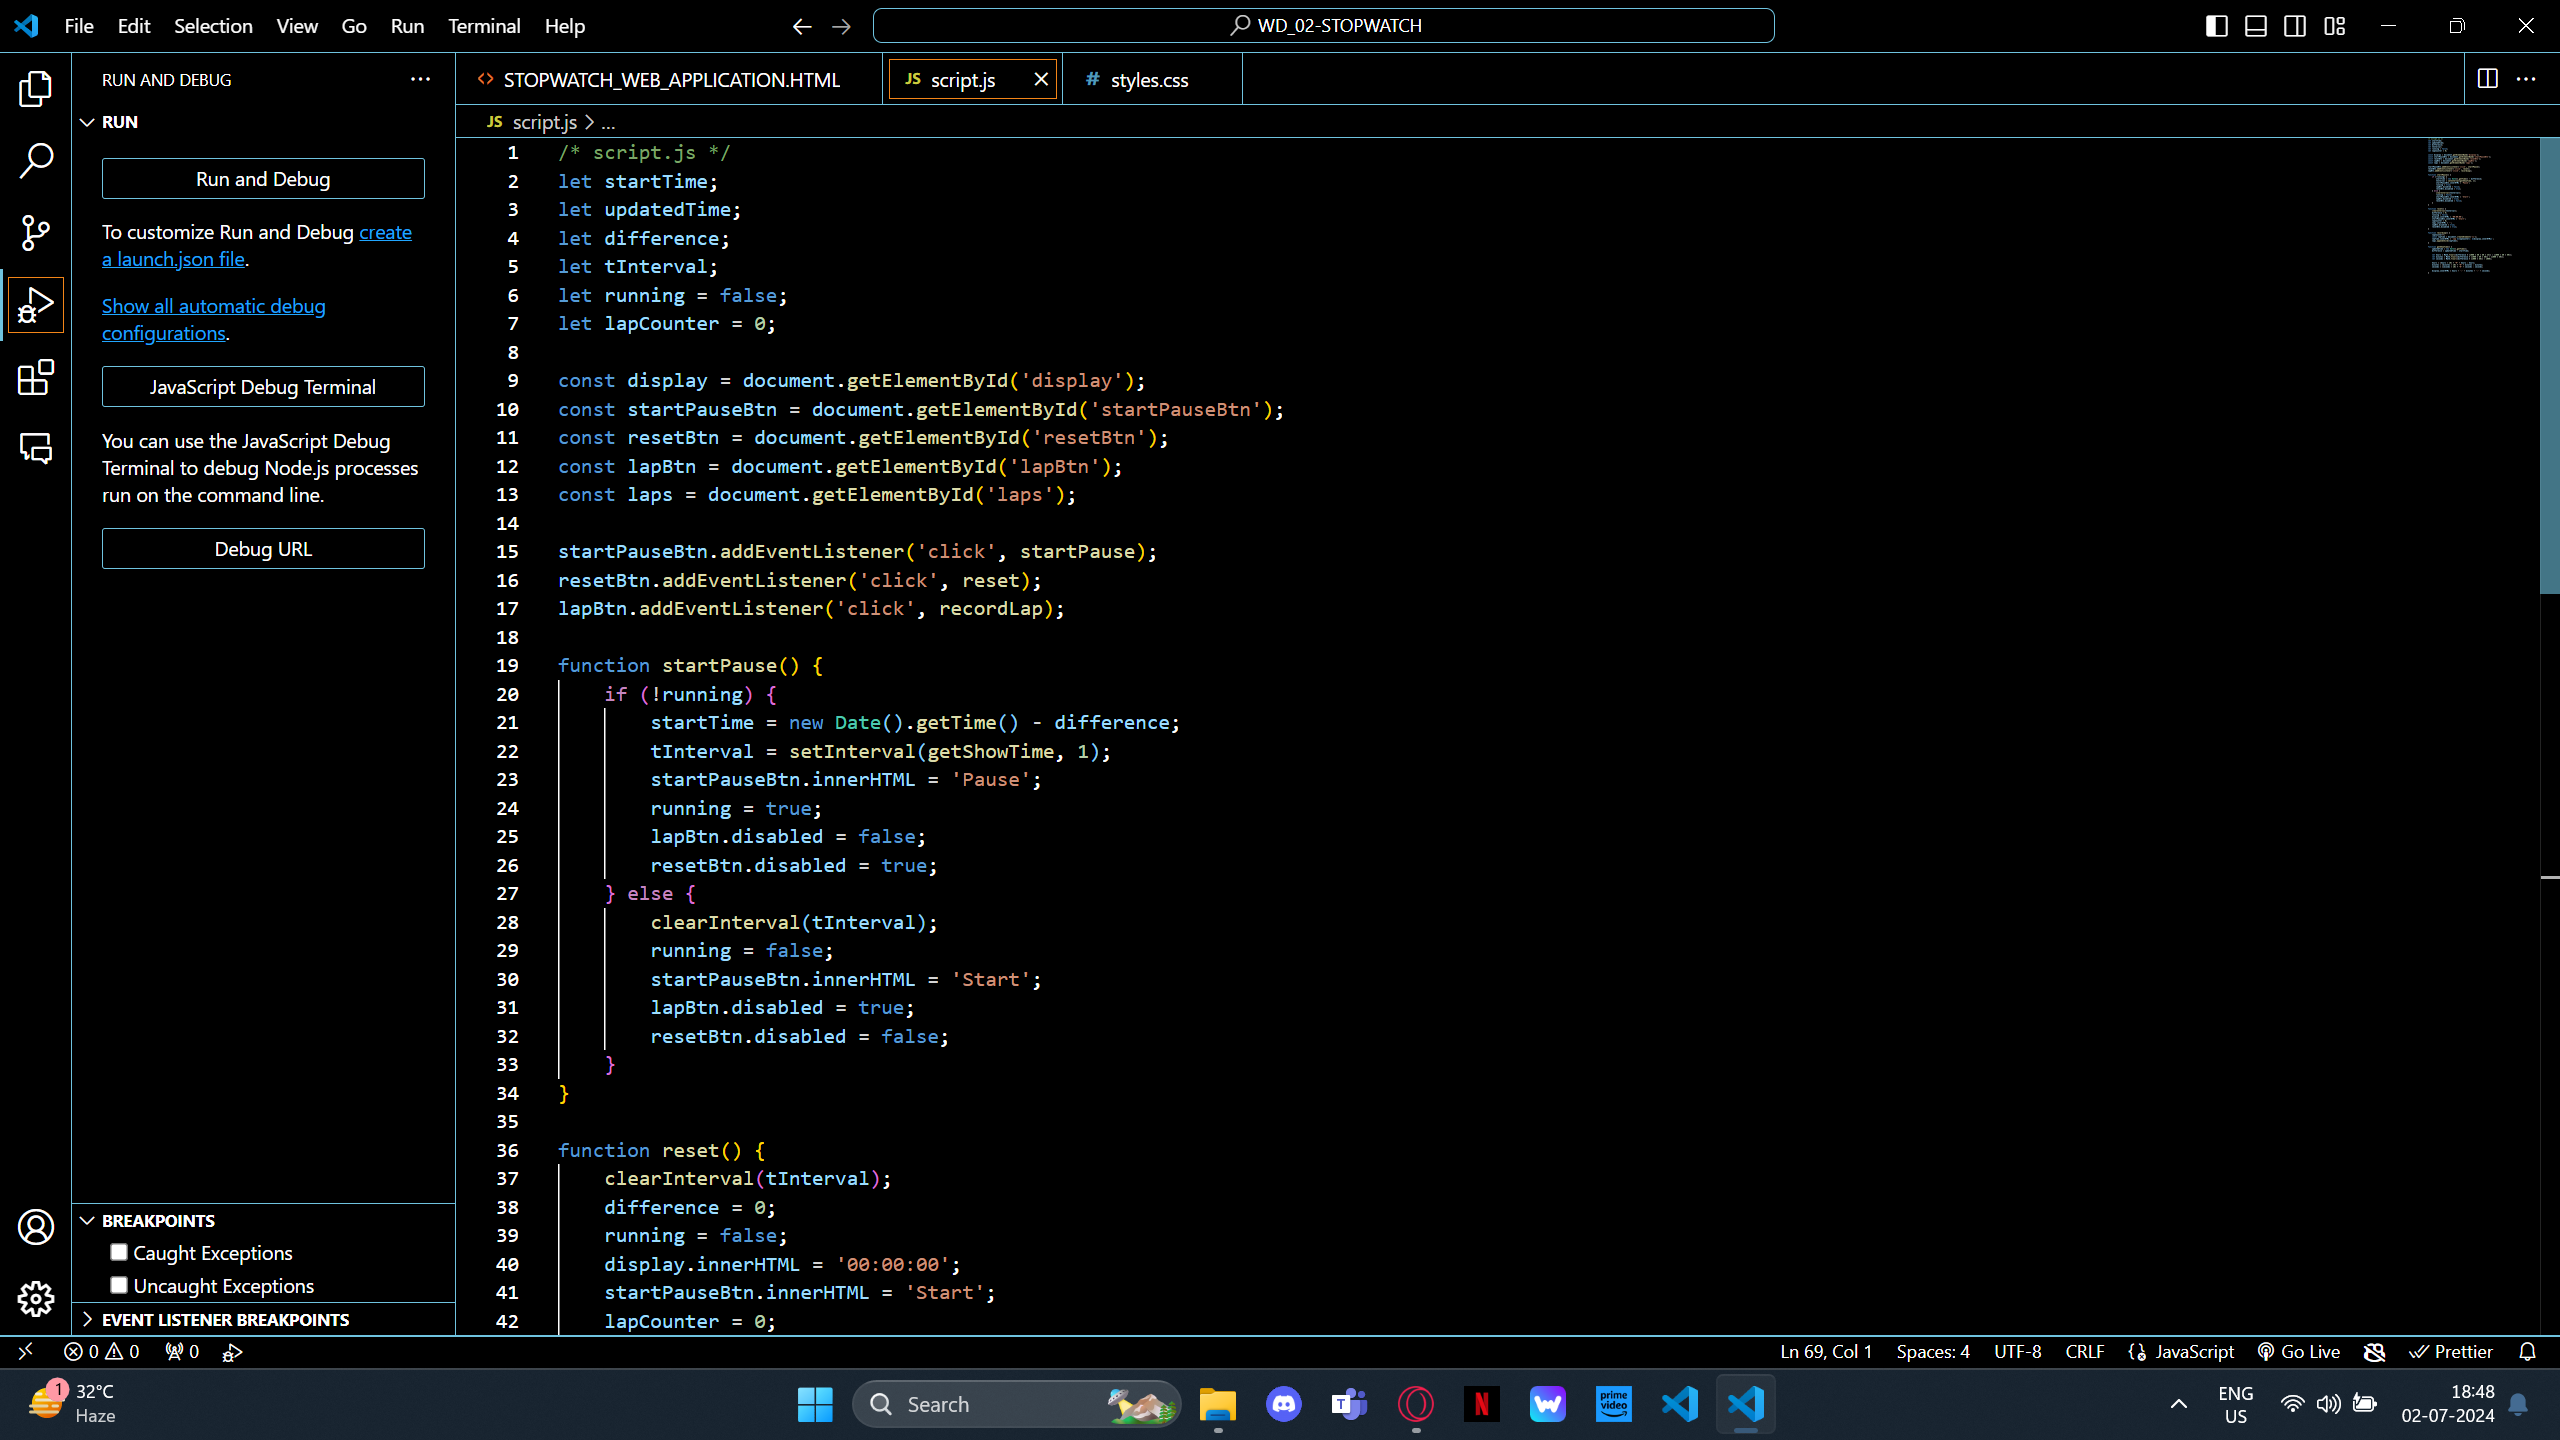 File Edit Selection View Go Run Terminal Help
WD_02-STOPWATCH
RUN AND DEBUG
RUN
Run and Debug
To customize Run and Debug create
a launch.json file.
Show all automatic debug
configurations.
JavaScript Debug Terminal
You can use the JavaScript Debug
Terminal to debug Node.js processes
run on the command line.
Debug URL
BREAKPOINTS
Caught Exceptions
Uncaught Exceptions
EVENT LISTENER BREAKPOINTS
<> STOPWATCH_WEB_APPLICATION.HTML
JS script.js
# styles.css
JS script.js > ...
1 /* script.js */
2 let startTime;
3 let updatedTime;
4 let difference;
5 let tInterval;
6 let running = false;
7 let lapCounter = 0;
8
9 const display = document.getElementById('display');
10 const startPauseBtn = document.getElementById('startPauseBtn');
11 const resetBtn = document.getElementById('resetBtn');
12 const lapBtn = document.getElementById('lapBtn');
13 const laps = document.getElementById('laps');
14
15 startPauseBtn.addEventListener('click', startPause);
16 resetBtn.addEventListener('click', reset);
17 lapBtn.addEventListener('click', recordLap);
18
19 function startPause() {
20     if (!running) {
21         startTime = new Date().getTime() - difference;
22         tInterval = setInterval(getShowTime, 1);
23         startPauseBtn.innerHTML = 'Pause';
24         running = true;
25         lapBtn.disabled = false;
26         resetBtn.disabled = true;
27     } else {
28         clearInterval(tInterval);
29         running = false;
30         startPauseBtn.innerHTML = 'Start';
31         lapBtn.disabled = true;
32         resetBtn.disabled = false;
33     }
34 }
35
36 function reset() {
37     clearInterval(tInterval);
38     difference = 0;
39     running = false;
40     display.innerHTML = '00:00:00';
41     startPauseBtn.innerHTML = 'Start';
42     lapCounter = 0;
0 0 0 Ln 69, Col 1 Spaces: 4 UTF-8 CRLF JavaScript Go Live Prettier
1
32°C
Haze
Search
T
N
prime
video
ENG
US
18:48
02-07-2024